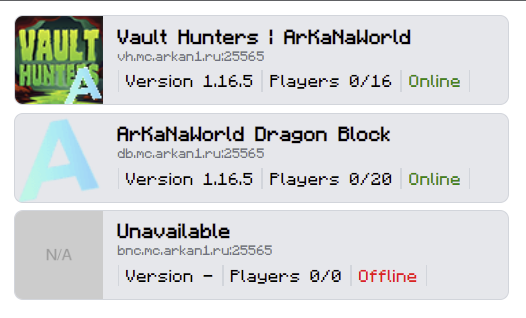 VAULT
HUNTERS
A
Vault Hunters | ArKaNaWorld
vh.mc.arkan1.ru:25565
Version 1.16.5 Players 0/16 Online
A
ArKaNaWorld Dragon Block
db.mc.arkan1.ru:25565
Version 1.16.5 Players 0/20 Online
N/A
Unavailable
bnc.mc.arkan1.ru:25565
Version - Players 0/0 Offline